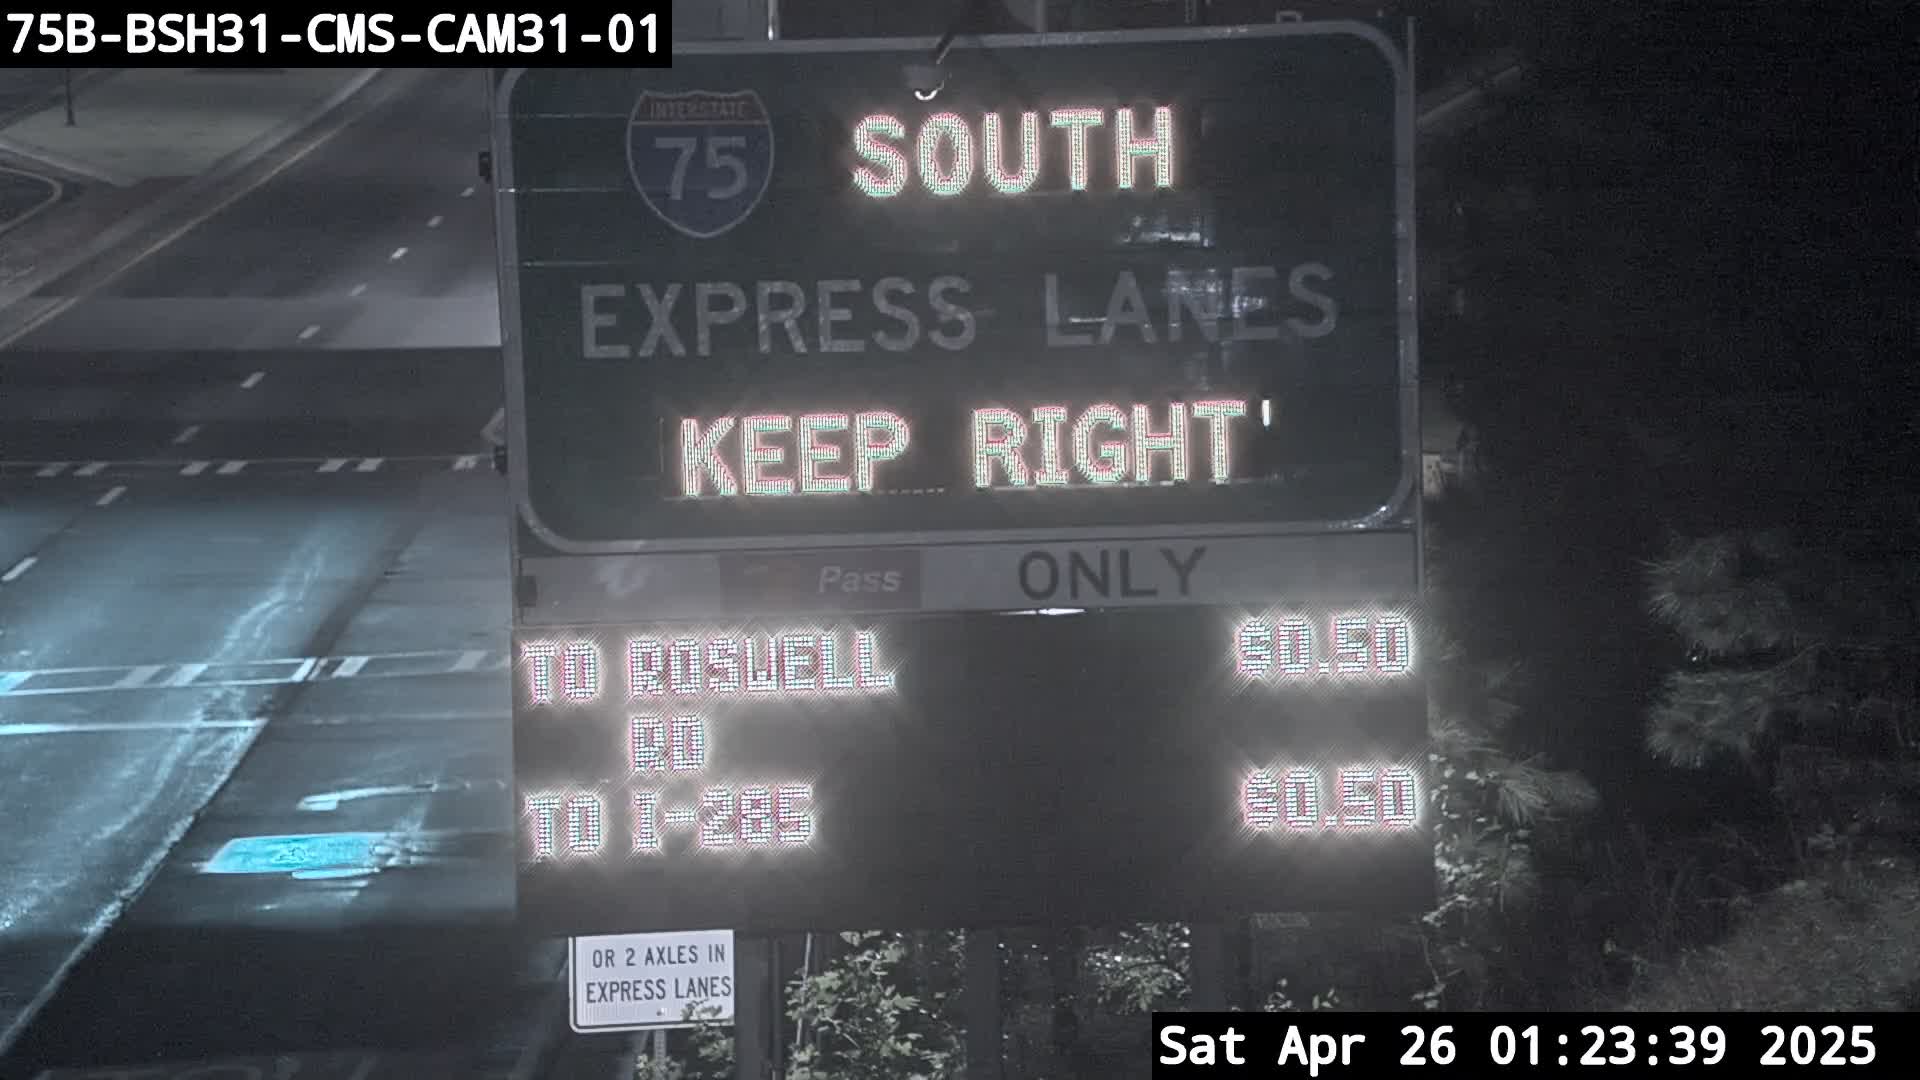 75B-BSH31-CMS-CAM31-01
INTERSTATE
75
SOUTH
EXPRESS LANES
KEEP RIGHT
Pass ONLY
TO ROSWELL $0.50
RD
TO I-285 $0.50
OR 2 AXLES IN
EXPRESS LANES
Sat Apr 26 01:23:39 2025